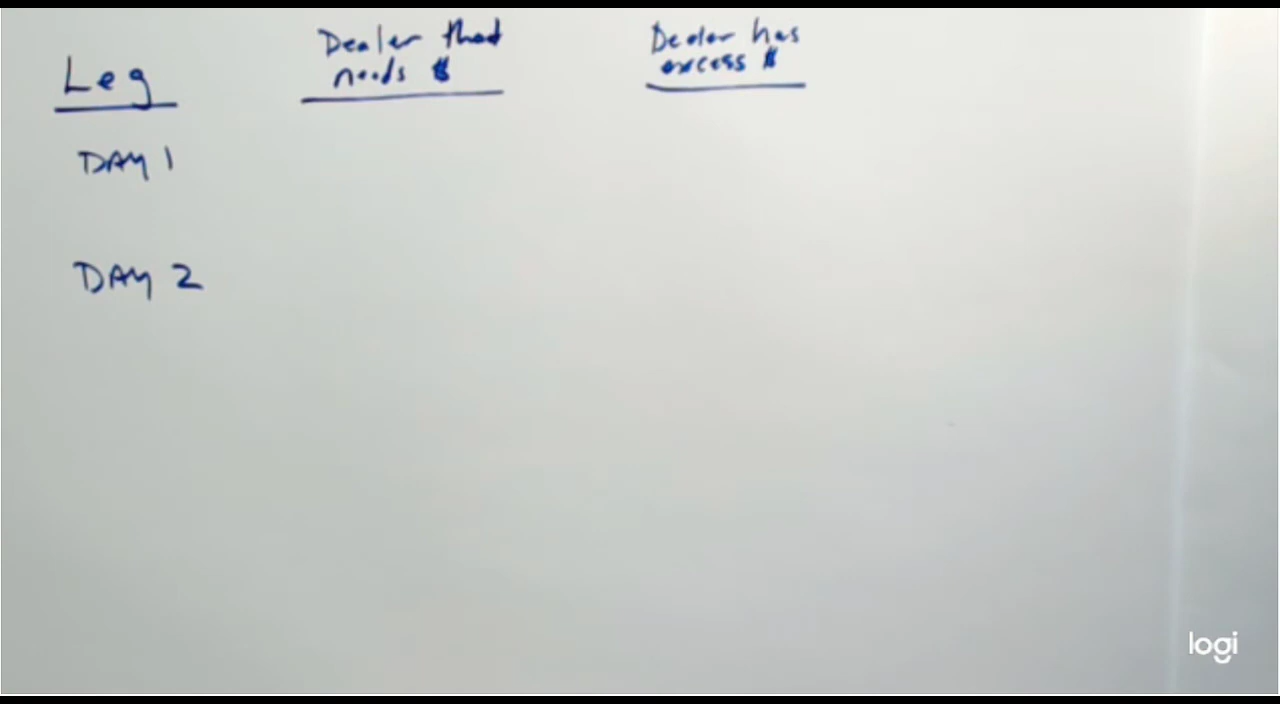 Leg
Dealer that
needs $
Dealer has
excess $
DAY 1
DAY 2
logi